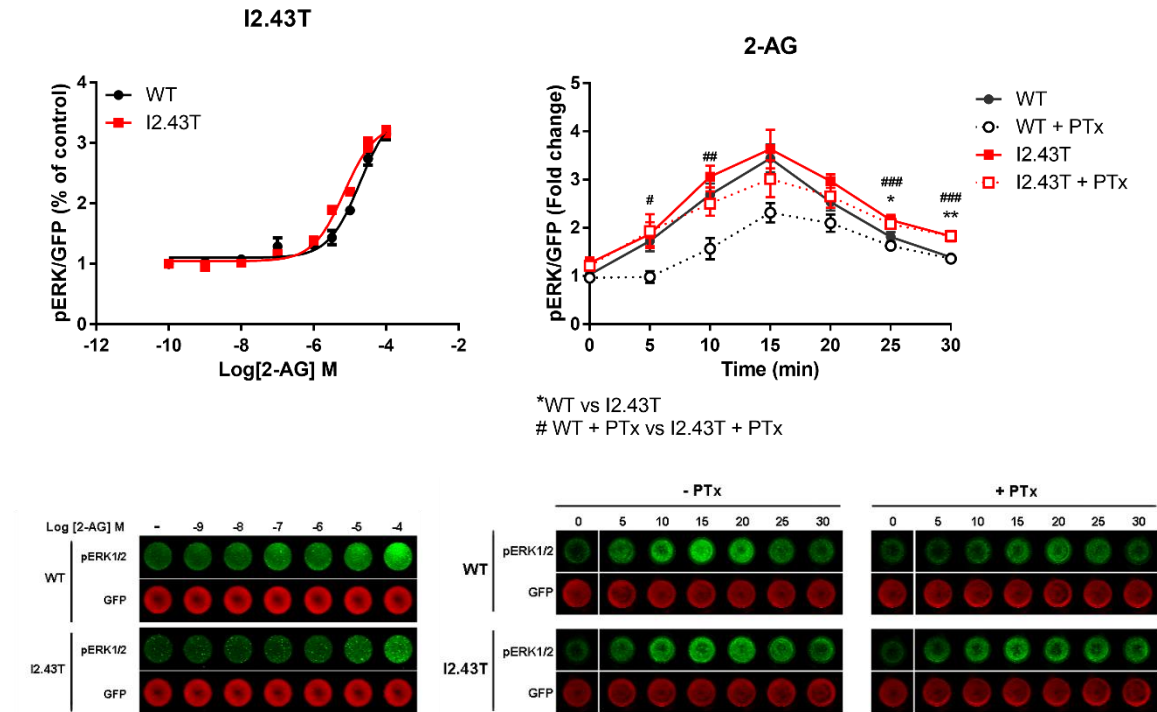 I2.43T
pERK/GFP (% of control)
4
3
2
1
0
WT
I2.43T
-12 -10 -8 -6 -4 -2
Log[2-AG] M
2-AG
pERK/GFP (Fold change)
5
4
3
2
1
0
# ## ### * ### **
0 5 10 15 20 25 30
Time (min)
WT
WT + PTx
I2.43T
I2.43T + PTx
*WT vs I2.43T
# WT + PTx vs I2.43T + PTx
Log [2-AG] M - -9 -8 -7 -6 -5 -4
WT
pERK1/2
GFP
I2.43T
pERK1/2
GFP
- PTx + PTx
0 5 10 15 20 25 30 0 5 10 15 20 25 30
WT
pERK1/2
GFP
I2.43T
pERK1/2
GFP